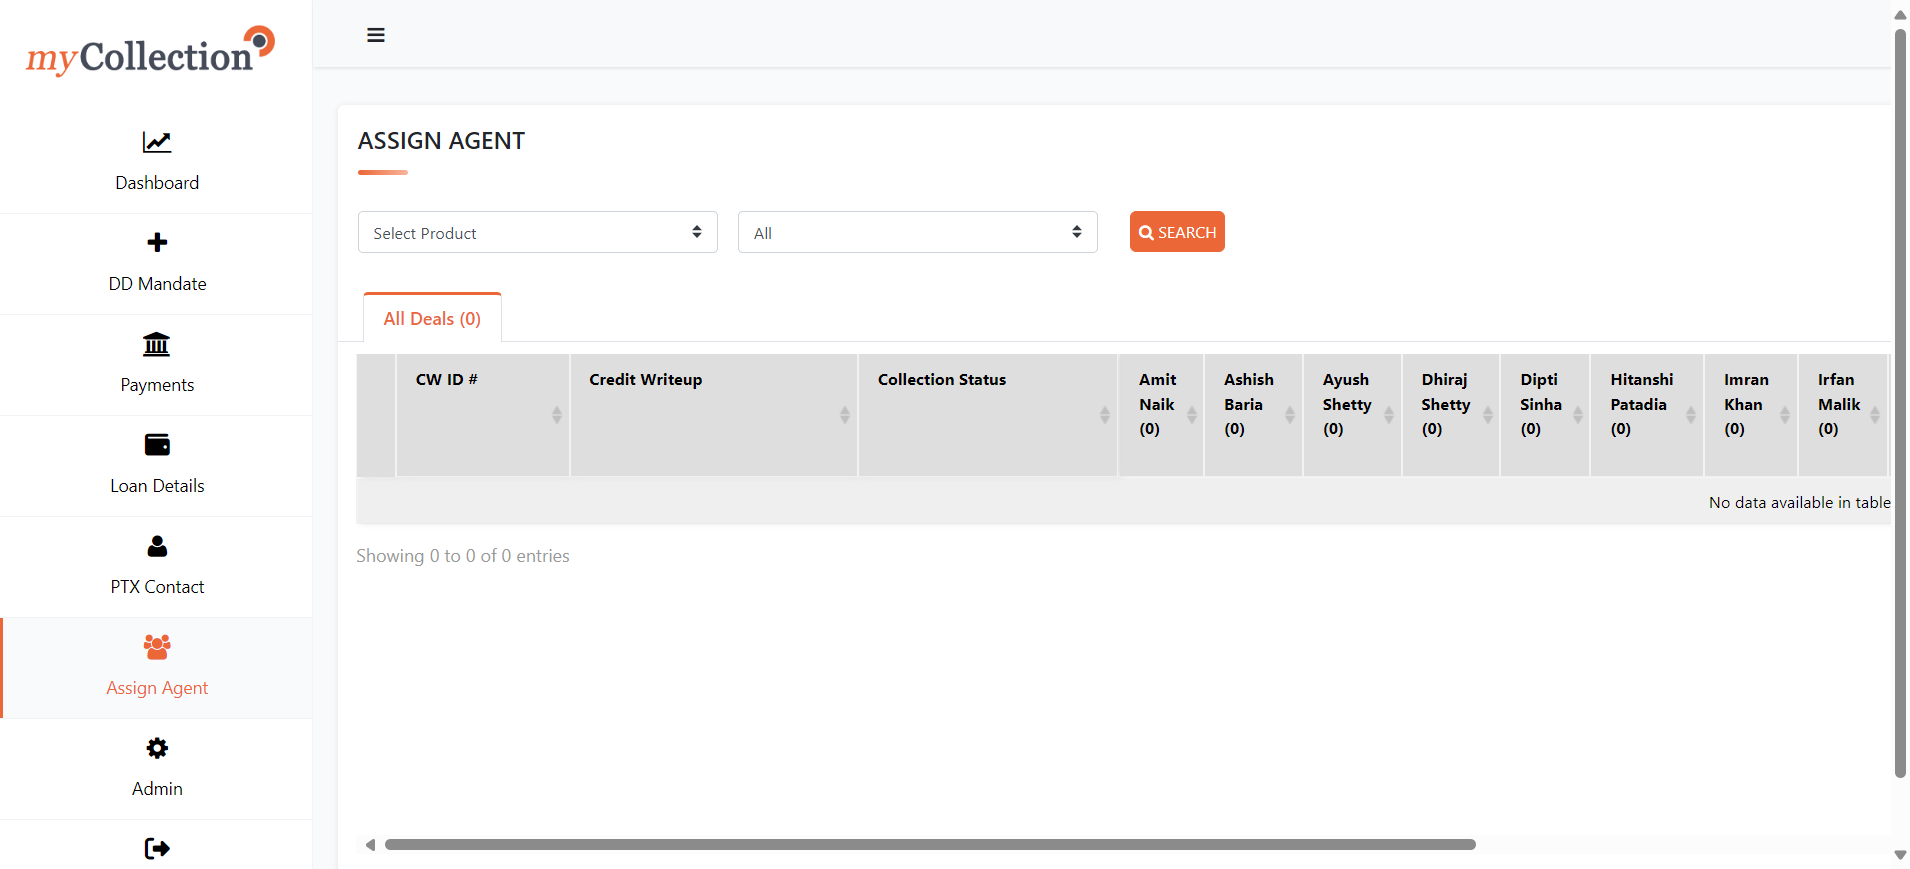 myCollection
Dashboard
DD Mandate
Payments
Loan Details
PTX Contact
Assign Agent
Admin
ASSIGN AGENT
Select Product
All
SEARCH
All Deals (0)
CW ID #
Credit Writeup
Collection Status
Amit
Naik
(0)
Ashish
Baria
(0)
Ayush
Shetty
(0)
Dhiraj
Shetty
(0)
Dipti
Sinha
(0)
Hitanshi
Patadia
(0)
Imran
Khan
(0)
Irfan
Malik
(0)
No data available in table
Showing 0 to 0 of 0 entries